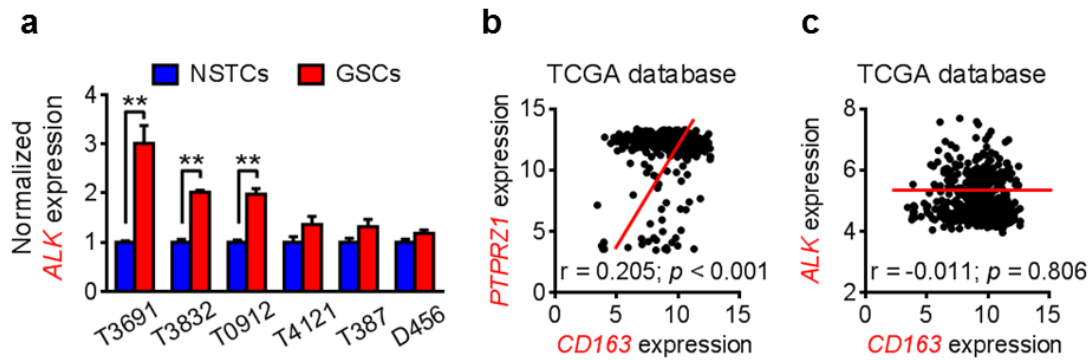 a
NSTCs
GSCs
Normalized
ALK expression
4
3
2
1
0
**
**
**
T3691
T3832
T0912
T4121
T387
D456
b
TCGA database
PTPRZ1 expression
15
10
5
0
r = 0.205; p < 0.001
0
5
10
15
CD163 expression
c
TCGA database
ALK expression
8
6
4
2
r = -0.011; p = 0.806
0
5
10
15
CD163 expression